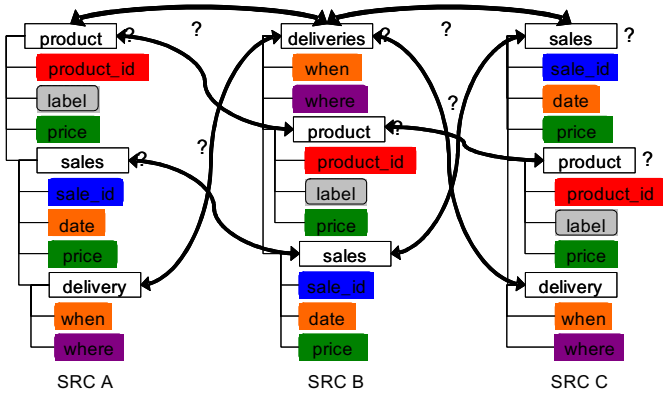 product ?
product_id
label
price
sales ?
sale_id
date
price
delivery
when
where
SRC A
?
?
deliveries ?
when
where
product ?
product_id
label
price
sales
sale_id
date
price
SRC B
?
?
sales ?
sale_id
date
price
product ?
product_id
label
price
delivery
when
where
SRC C